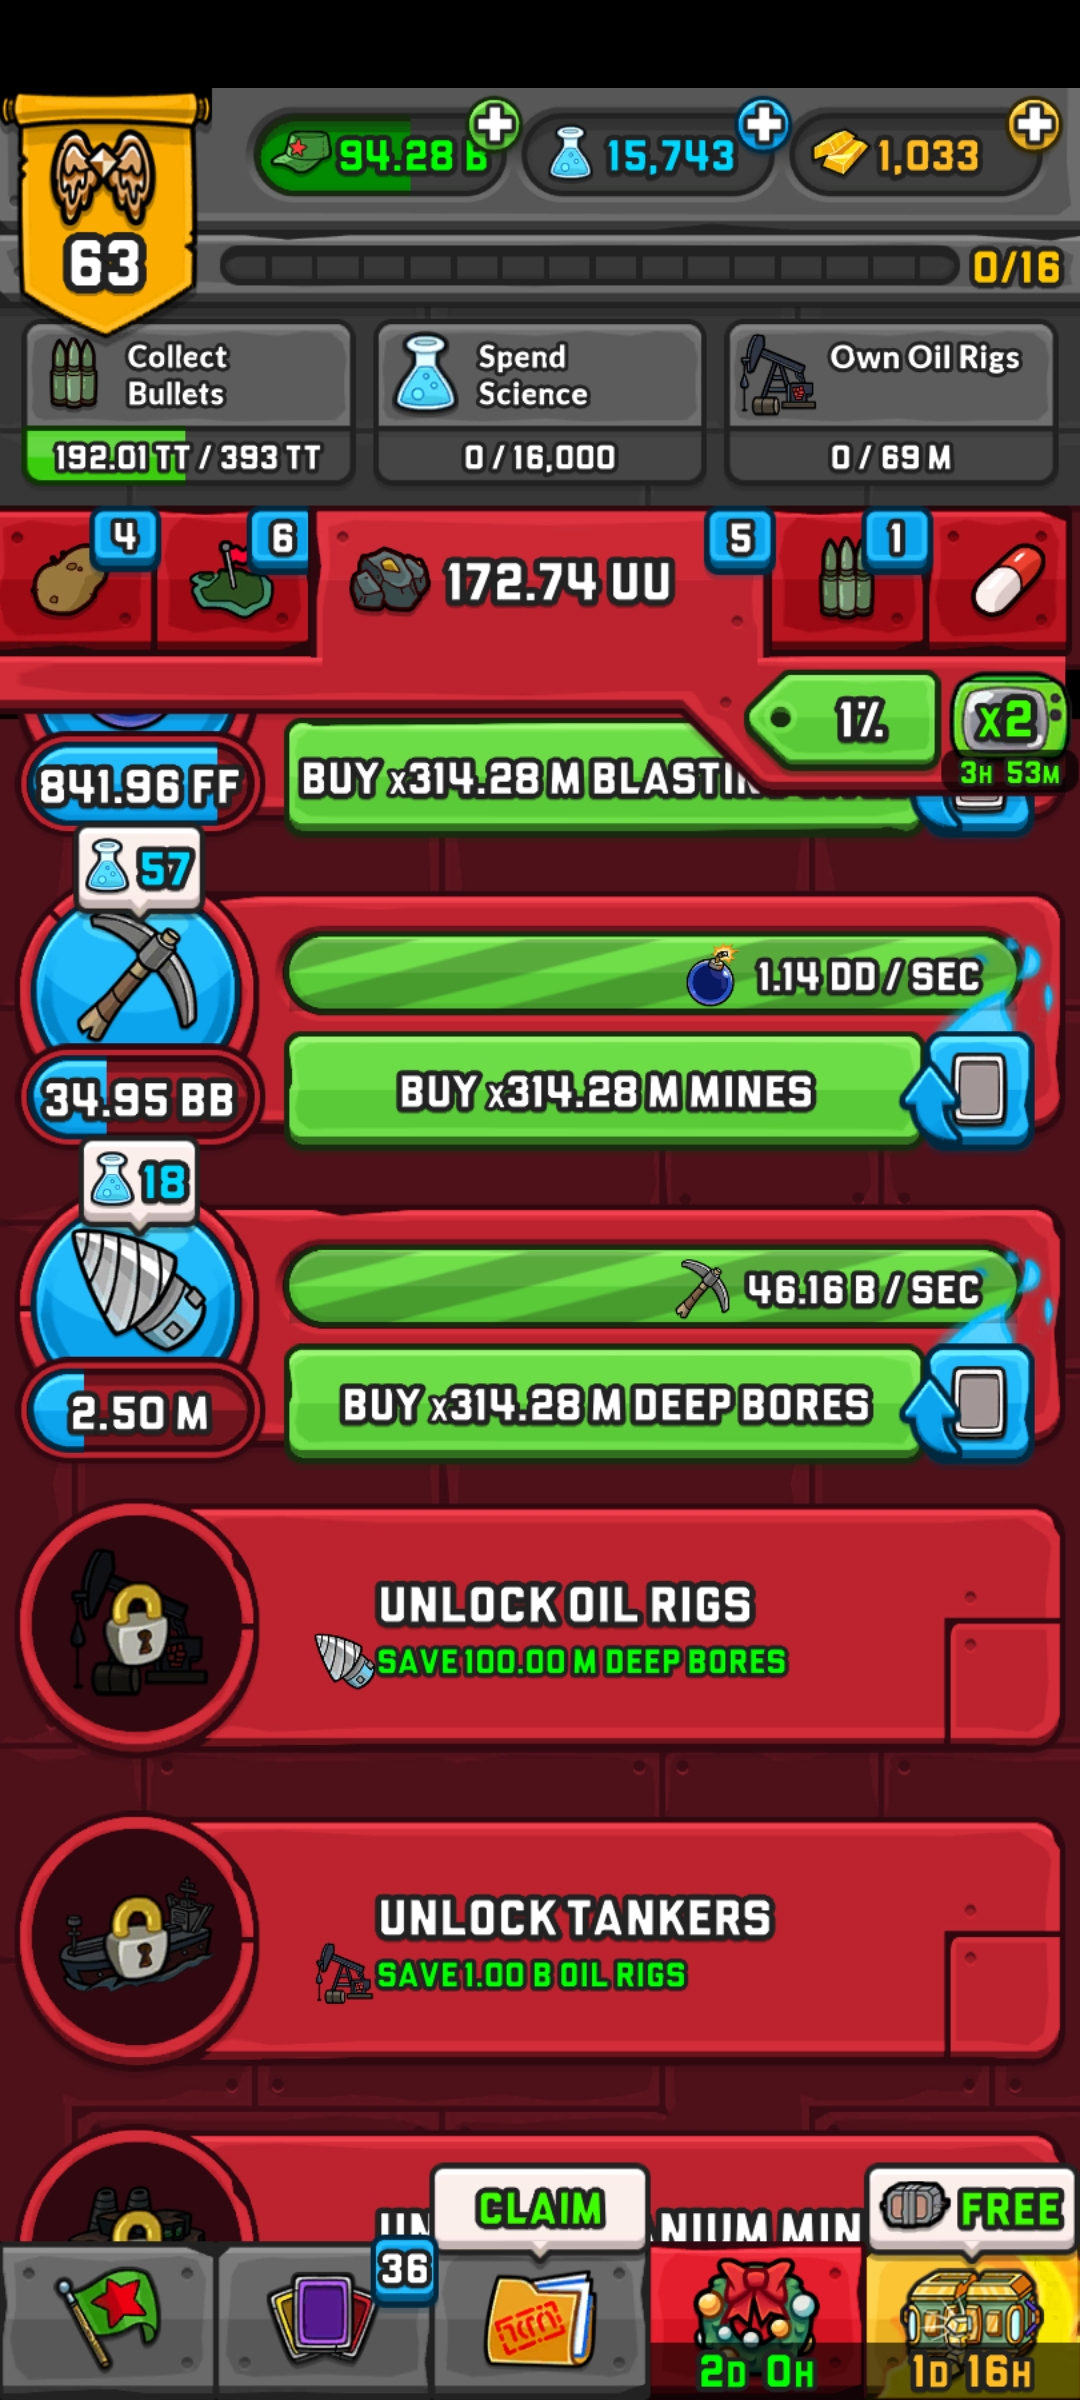 94.28 B
15,743
1,033
63
0/16
Collect
Bullets
192.01 TT / 393 TT
Spend
Science
0 / 16,000
Own Oil Rigs
0 / 69 M
4
6
172.74 UU
5
1
1%
x2
3H 53M
841.96 FF
BUY x314.28 M
57
1.14 DD / SEC
34.95 BB
BUY x314.28 M MINES
18
46.16 B / SEC
2.50 M
BUY x314.28 M DEEP BORES
UNLOCK OIL RIGS
SAVE 100.00 M DEEP BORES
UNLOCK TANKERS
SAVE 1.00 B OIL RIGS
CLAIM
FREE
36
2D 0H
1D 16H